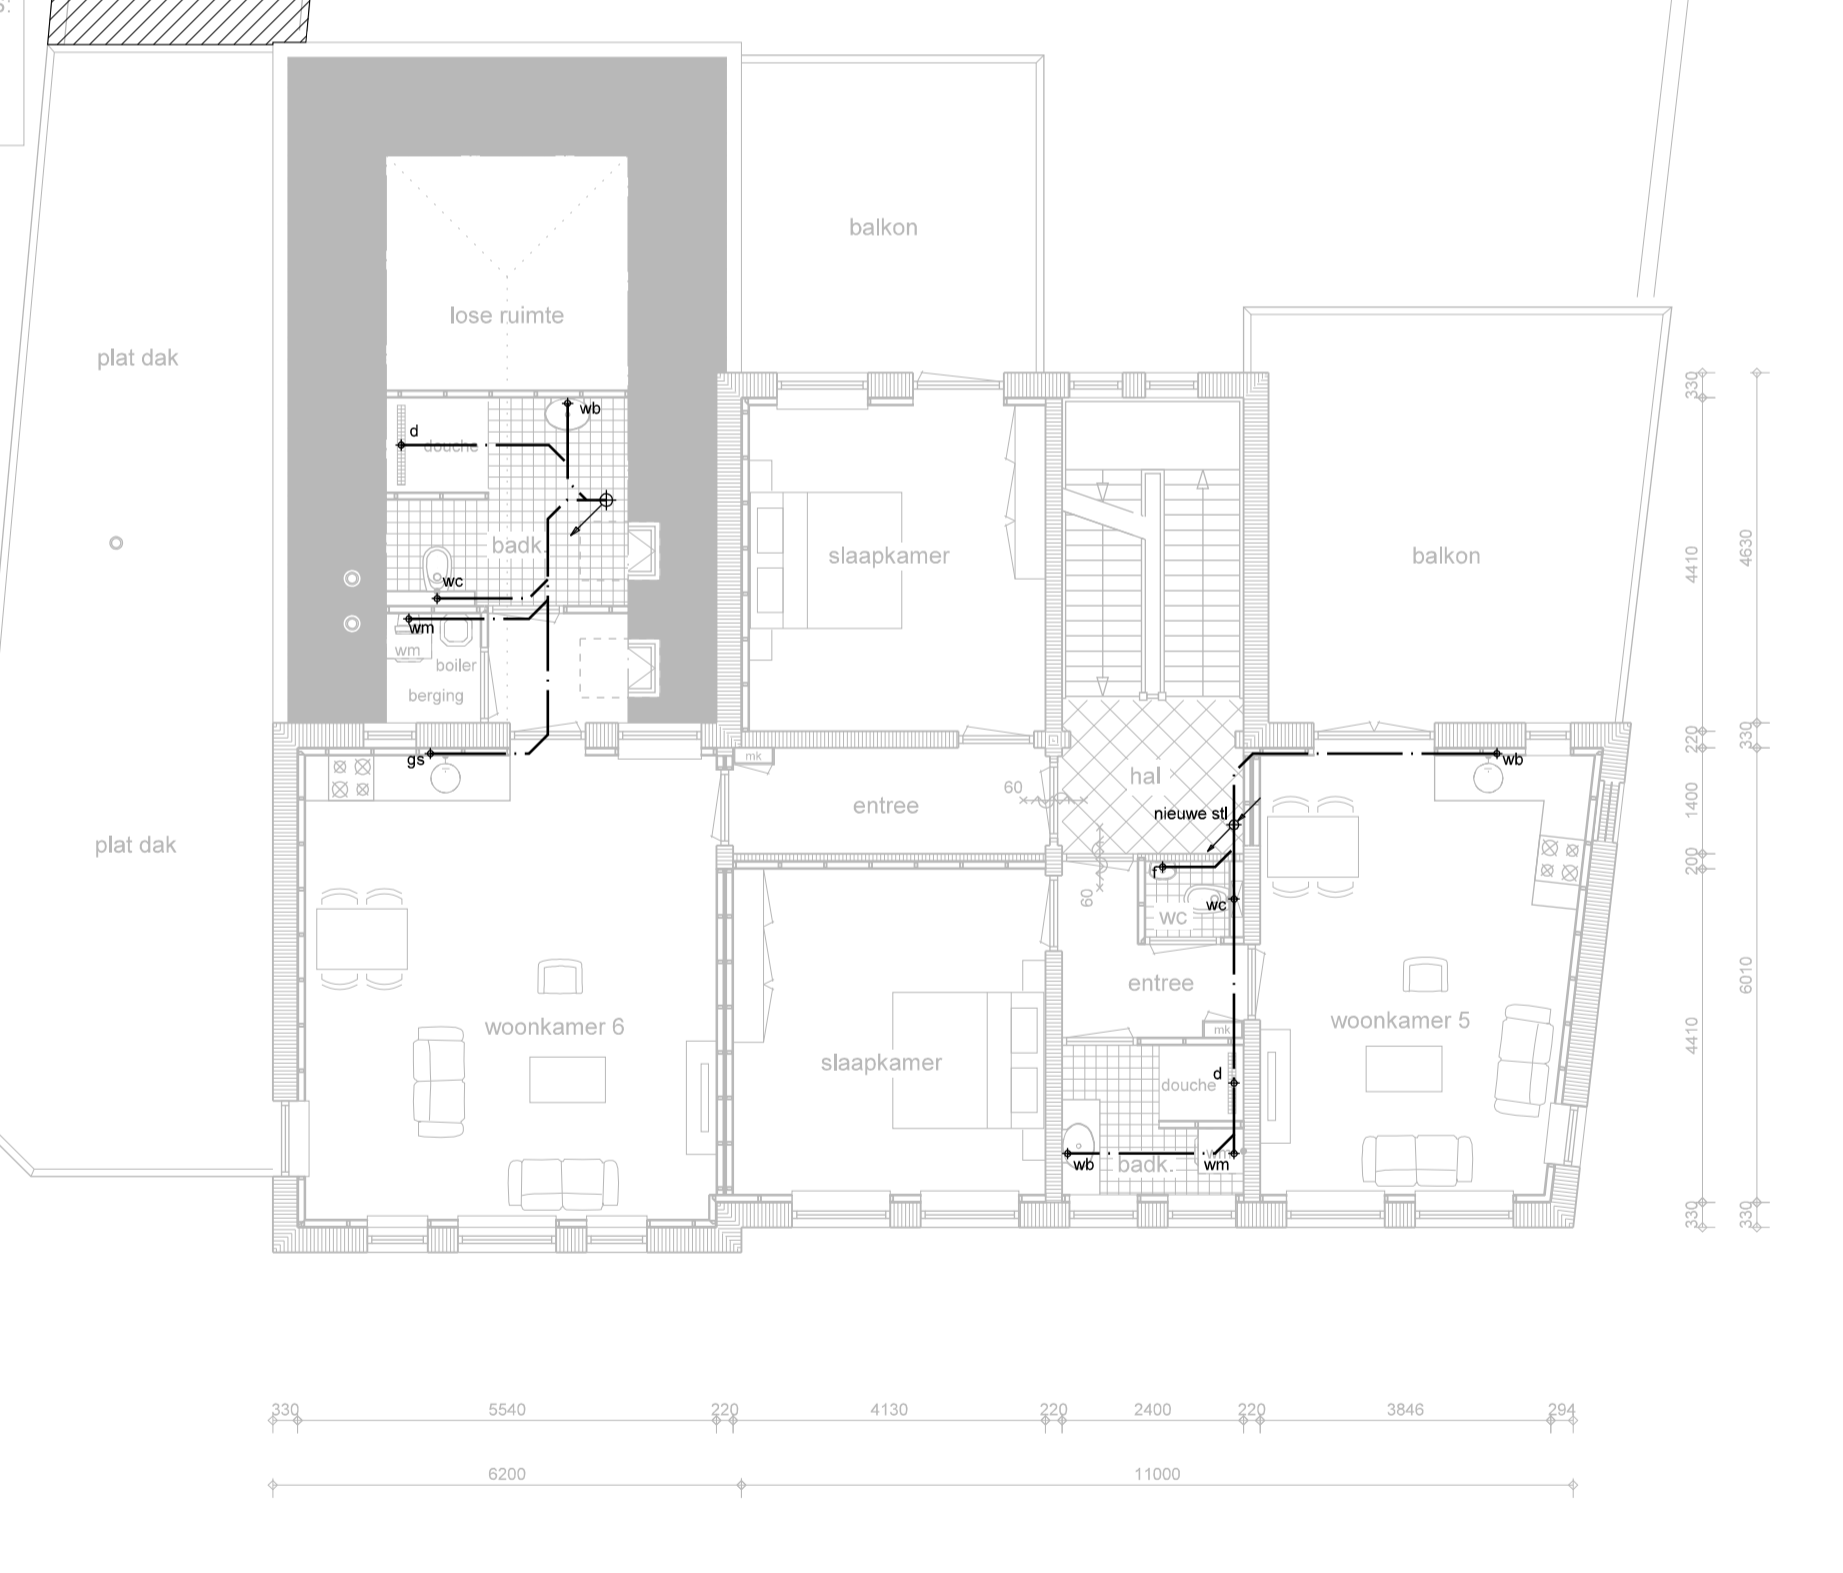 balkon
lose ruimte
plat dak
wb
d
douche
badk.
slaapkamer
balkon
wc
wm
wm
boiler
berging
gs
mk
entree
60
hal
wb
nieuwe stl
plat dak
f
60
wc
wc
entree
woonkamer 6
woonkamer 5
mk
slaapkamer
d
douche
wb
badk.
wm
wm
330
4410
4630
220
330
1400
200
6010
4410
330
330
330
5540
220
4130
220
2400
220
3846
294
6200
11000